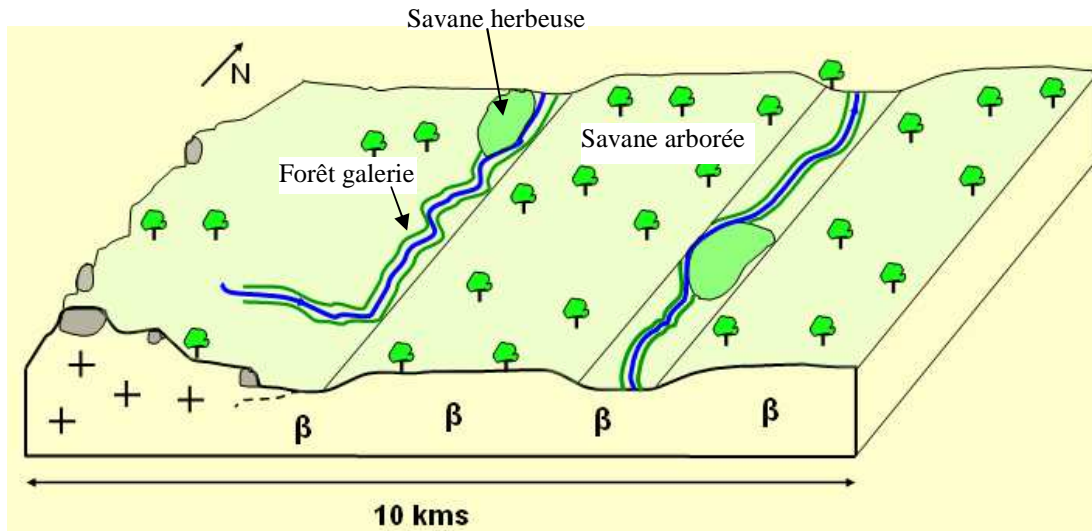 Savane herbeuse
N
Savane arborée
Forêt galerie
β β β β
10 kms